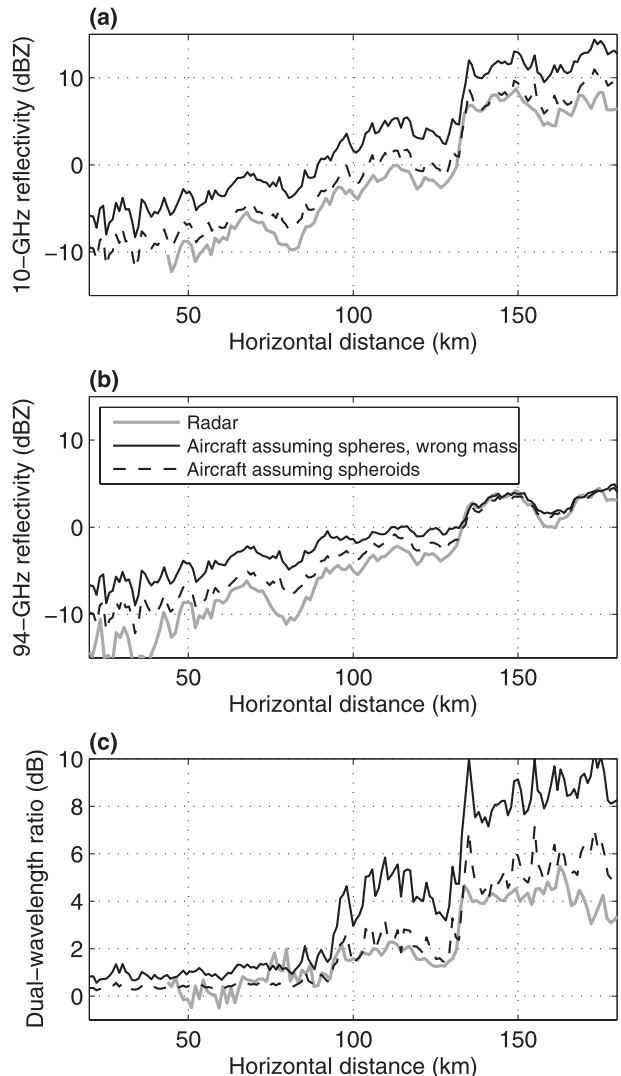 (a)
10−GHz reflectivity (dBZ)
10
0
−10
50 100 150
Horizontal distance (km)
(b)
94−GHz reflectivity (dBZ)
10
0
−10
Radar
Aircraft assuming spheres, wrong mass
Aircraft assuming spheroids
50 100 150
Horizontal distance (km)
(c)
Dual−wavelength ratio (dB)
10
8
6
4
2
0
50 100 150
Horizontal distance (km)